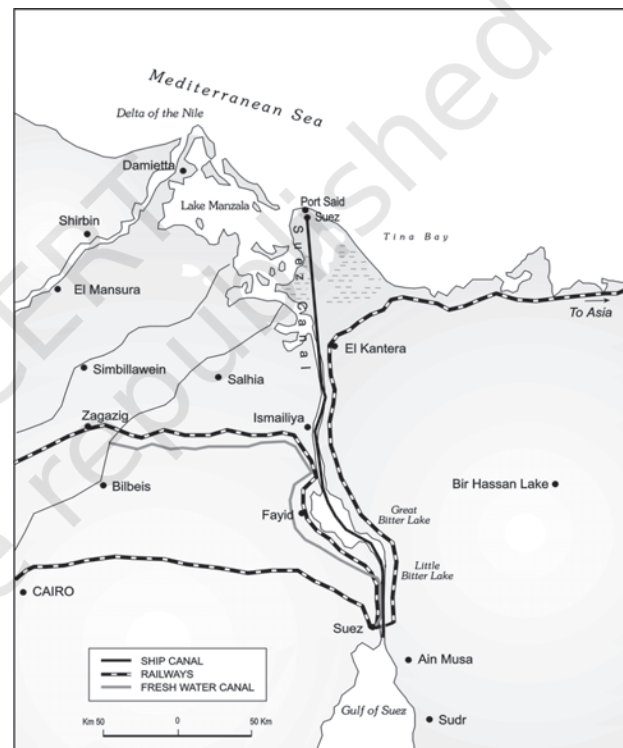 Mediterranean Sea
Delta of the Nile
Damietta
Lake Manzala
Port Said
Suez
Shirbin
Tina Bay
Suez Canal
El Mansura
To Asia
El Kantera
Simbillawein
Salhia
Zagazig
Ismailiya
Bilbeis
Bir Hassan Lake
Great
Bitter Lake
Fayid
Little
Bitter Lake
CAIRO
Suez
Ain Musa
SHIP CANAL
RAILWAYS
FRESH WATER CANAL
Gulf of Suez
Sudr
Km 50 0 50 Km
republished